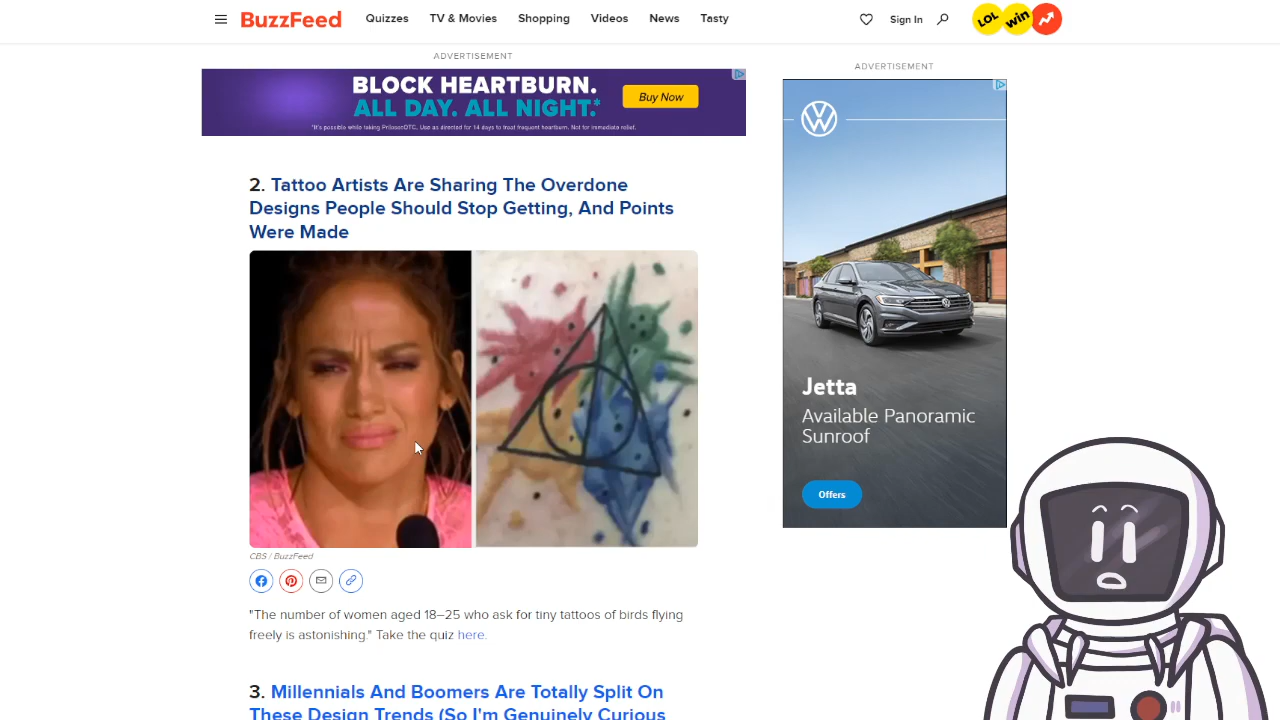 BuzzFeed Quizzes TV & Movies Shopping Videos News Tasty Sign In LOL win
ADVERTISEMENT
BLOCK HEARTBURN.
ALL DAY. ALL NIGHT.*
Buy Now
*It's possible while taking PrilosecOTC. Use as directed for 14 days to treat frequent heartburn. Not for immediate relief.
2. Tattoo Artists Are Sharing The Overdone
Designs People Should Stop Getting, And Points
Were Made
CBS / BuzzFeed
"The number of women aged 18–25 who ask for tiny tattoos of birds flying
freely is astonishing." Take the quiz here.
3. Millennials And Boomers Are Totally Split On
These Design Trends (So I'm Genuinely Curious
ADVERTISEMENT
Jetta
Available Panoramic
Sunroof
Offers